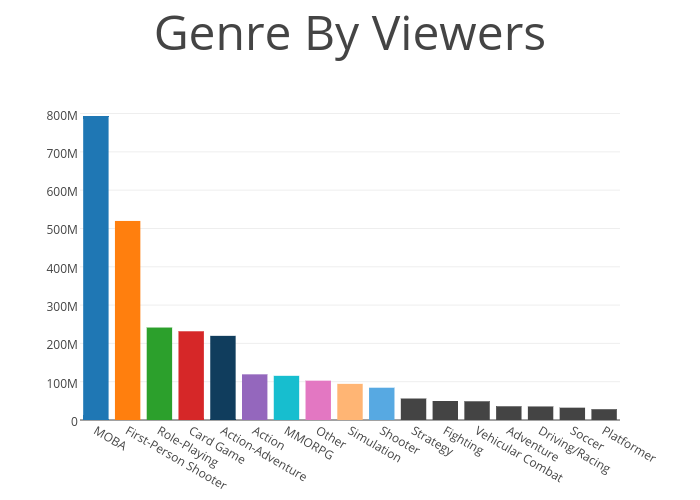 Genre By Viewers
800M
700M
600M
500M
400M
300M
200M
100M
0
MOBA
First-Person Shooter
Role-Playing
Card Game
Action-Adventure
Action
MMORPG
Other
Simulation
Shooter
Strategy
Fighting
Vehicular Combat
Adventure
Driving/Racing
Soccer
Platformer